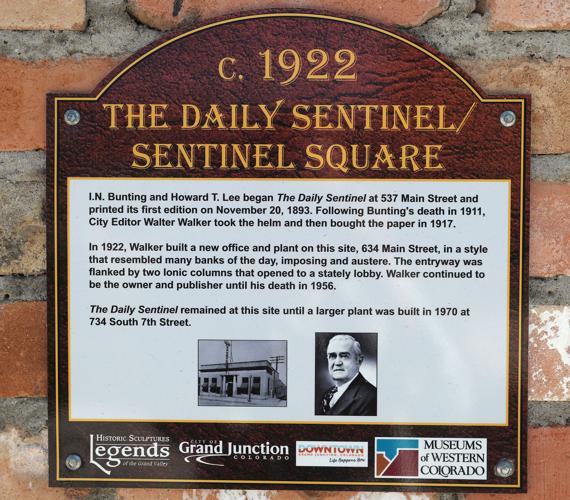 c. 1922
THE DAILY SENTINEL/
SENTINEL SQUARE
I.N. Bunting and Howard T. Lee began The Daily Sentinel at 537 Main Street and
printed its first edition on November 20, 1893. Following Bunting's death in 1911,
City Editor Walter Walker took the helm and then bought the paper in 1917.
In 1922, Walker built a new office and plant on this site, 634 Main Street, in a style
that resembled many banks of the day, imposing and austere. The entryway was
flanked by two Ionic columns that opened to a stately lobby. Walker continued to
be the owner and publisher until his death in 1956.
The Daily Sentinel remained at this site until a larger plant was built in 1970 at
734 South 7th Street.
HISTORIC SCULPTURES
Legends
of the Grand Valley
CITY OF
Grand Junction
COLORADO
DOWNTOWN
GRAND JUNCTION, COLORADO
Life Happens Here
MUSEUMS
OF WESTERN
COLORADO